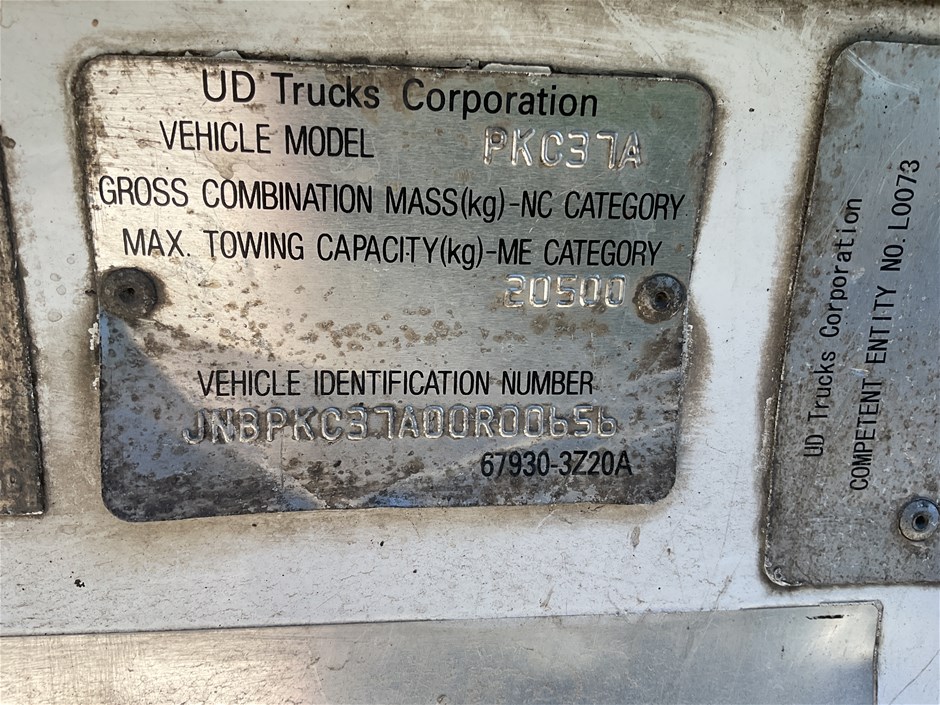 UD Trucks Corporation
VEHICLE MODEL PKC37A
GROSS COMBINATION MASS(kg)-NC CATEGORY
MAX. TOWING CAPACITY(kg)-ME CATEGORY
20500
VEHICLE IDENTIFICATION NUMBER
JNBPKC37A00R00656
67930-3Z20A
UD Trucks Corporation
COMPETENT ENTITY NO. L0073